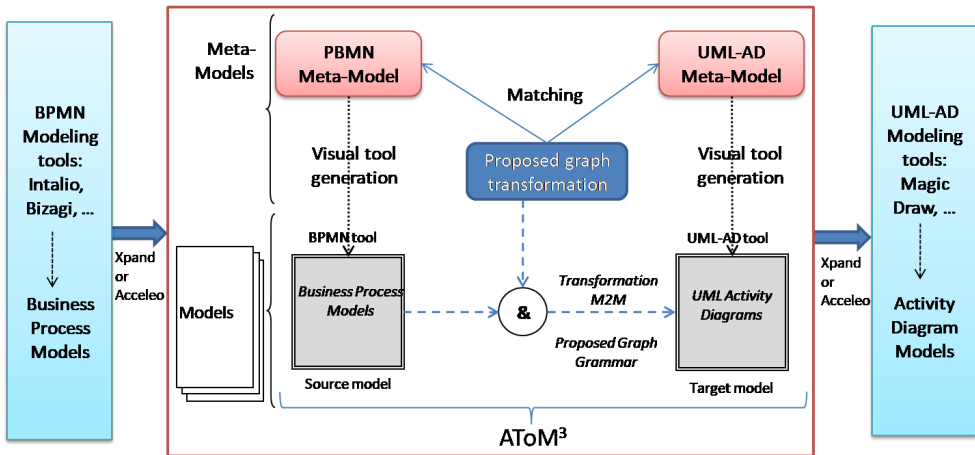 BPMN
Modeling
tools:
Intalio,
Bizagi, ...
Business
Process
Models
Xpand
or
Acceleo
Meta-
Models
PBMN
Meta-Model
UML-AD
Meta-Model
Matching
Visual tool
generation
Proposed graph
transformation
Visual tool
generation
Models
BPMN tool
Business Process
Models
Source model
&
Transformation
M2M
Proposed Graph
Grammar
UML-AD tool
UML Activity
Diagrams
Target model
AToM³
Xpand
or
Acceleo
UML-AD
Modeling
tools:
Magic
Draw, ...
Activity
Diagram
Models